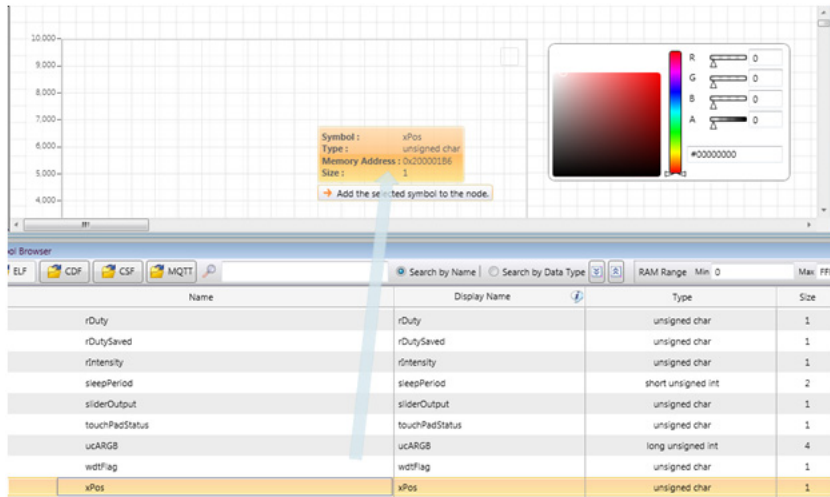 10.000
9.000
8.000
7.000
6.000
5.000
4.000
Symbol : xPos
Type : unsigned char
Memory Address : 0x200001B6
Size : 1
Add the selected symbol to the node.
R 0
G 0
B 0
A 0
#00000000
ol Browser
ELF CDF CSF MQTT Search by Name Search by Data Type RAM Range Min 0 Max FF
Name Display Name Type Size
rDuty rDuty unsigned char 1
rDutySaved rDutySaved unsigned char 1
rIntensity rIntensity unsigned char 1
sleepPeriod sleepPeriod short unsigned int 2
sliderOutput sliderOutput unsigned char 1
touchPadStatus touchPadStatus unsigned char 1
ucARGB ucARGB long unsigned int 4
wdtFlag wdtFlag unsigned char 1
xPos xPos unsigned char 1